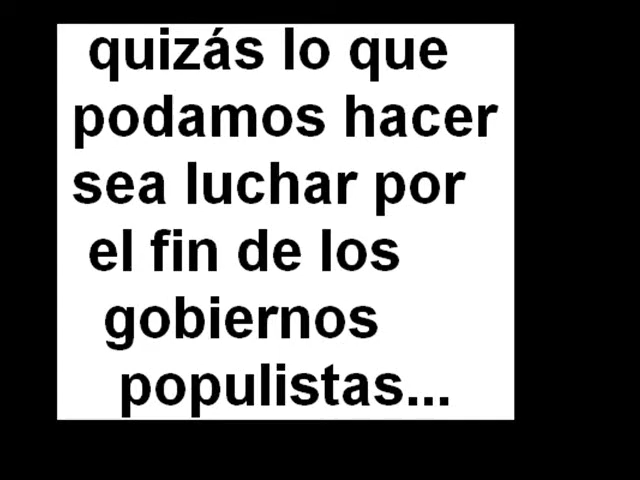 quizás lo que
podamos hacer
sea luchar por
el fin de los
gobiernos
populistas...